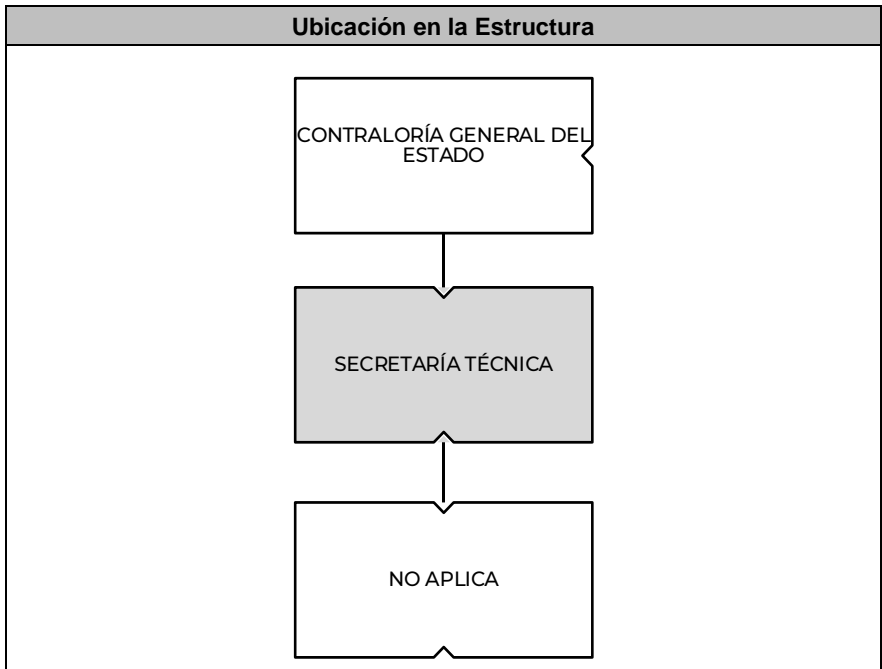 Ubicación en la Estructura
CONTRALORÍA GENERAL DEL
ESTADO
SECRETARÍA TÉCNICA
NO APLICA